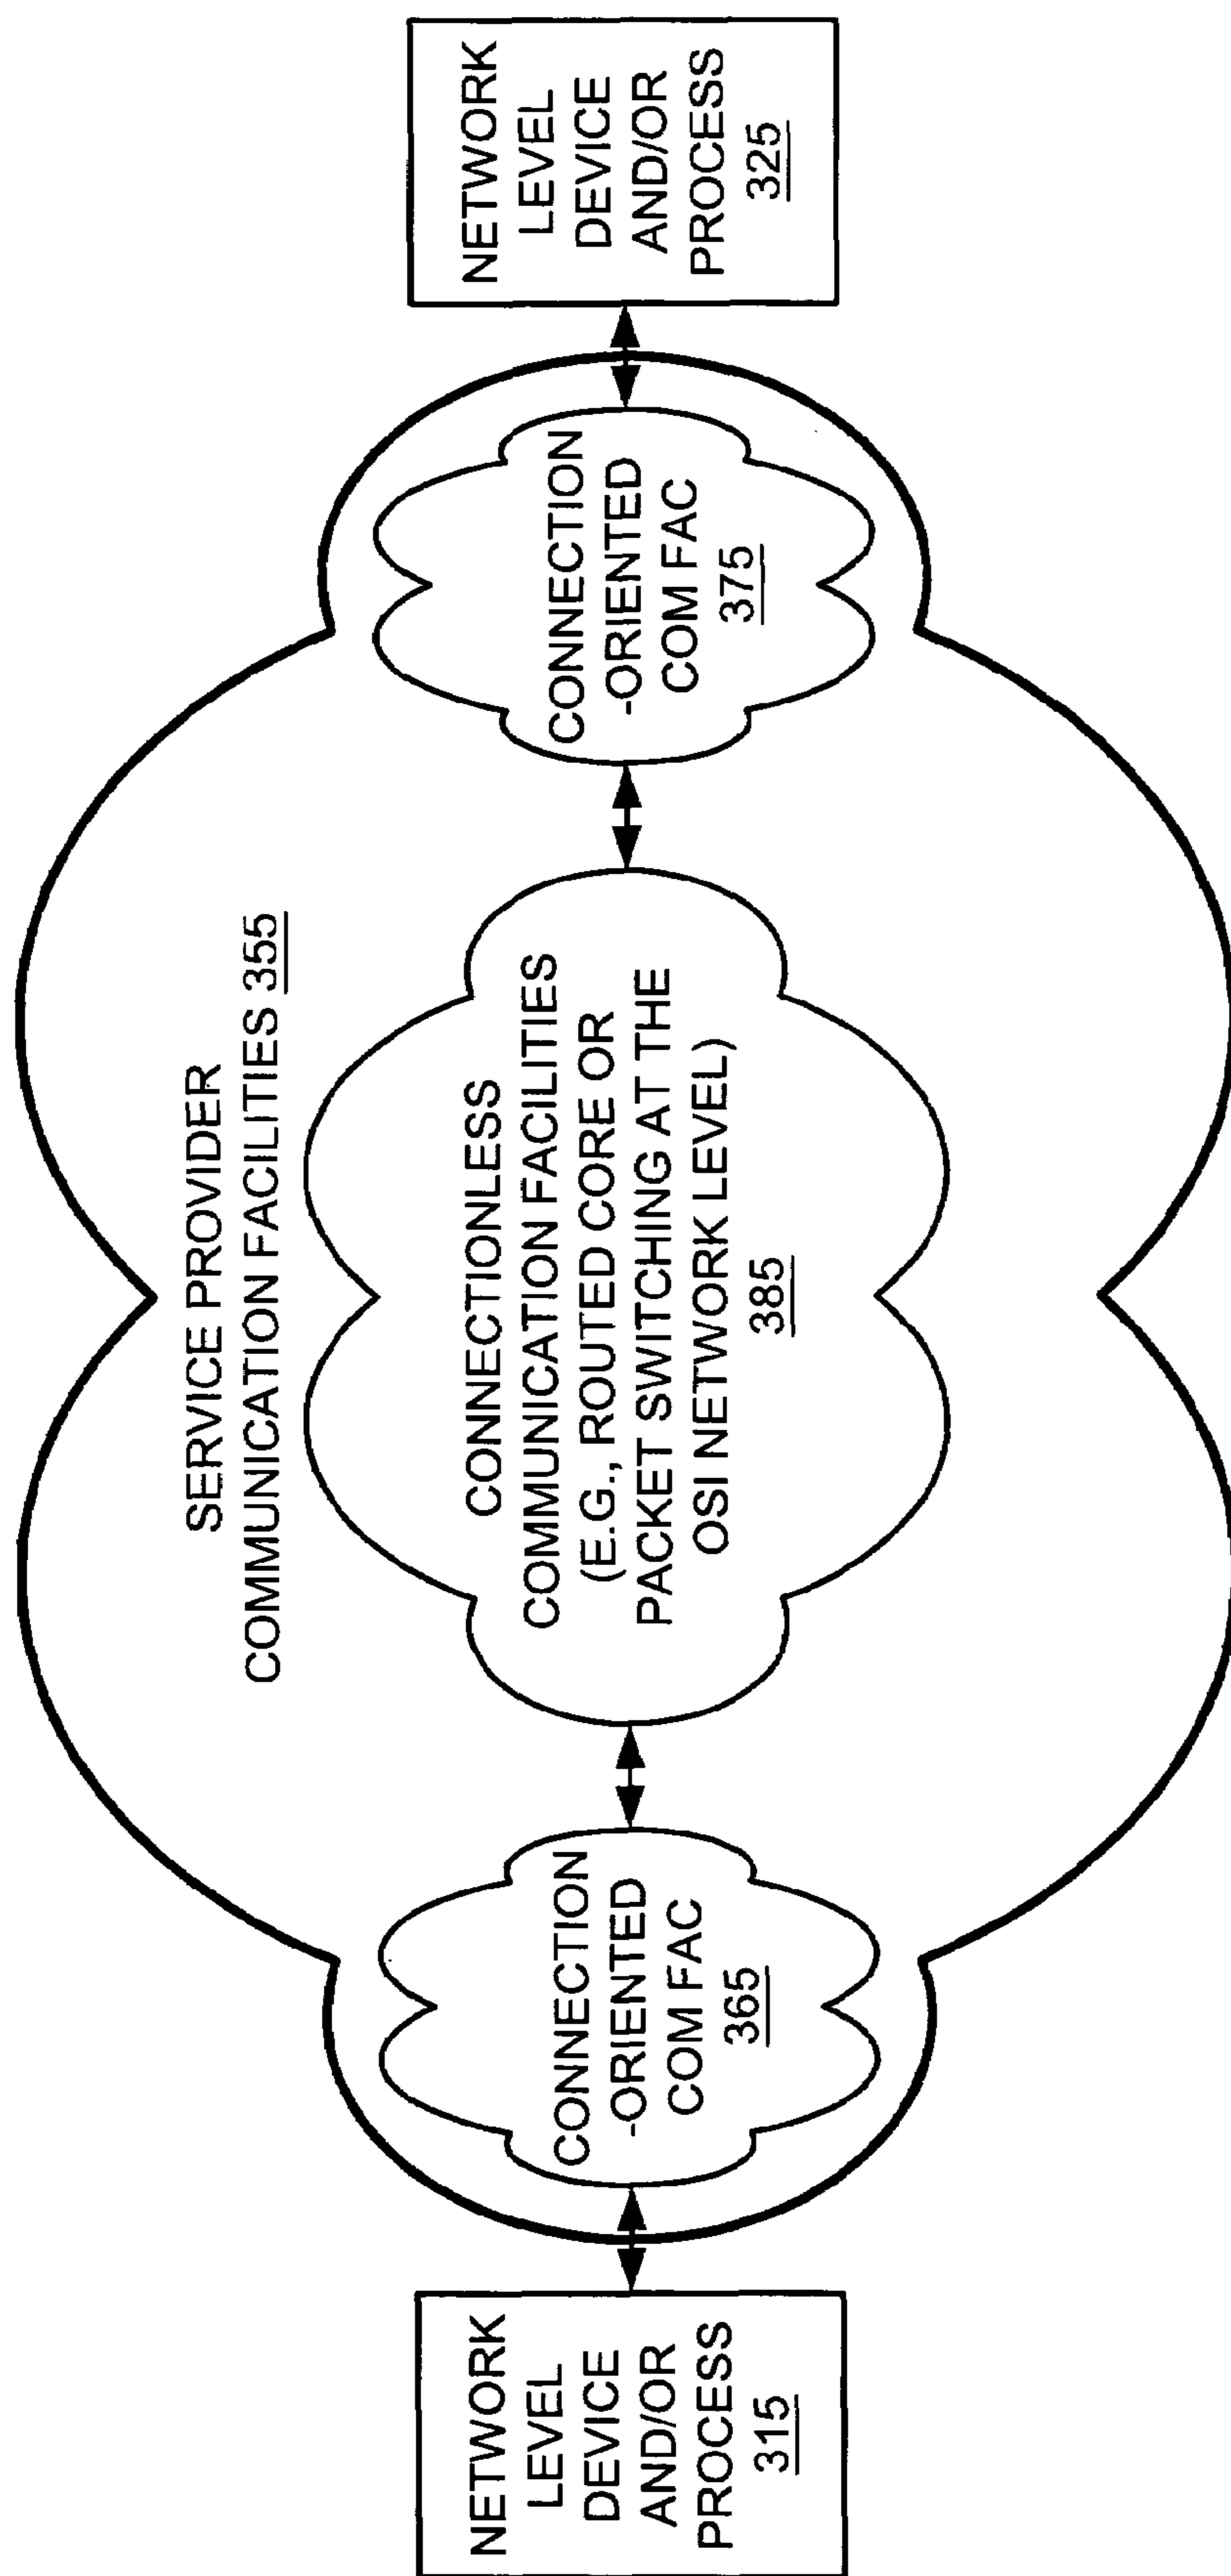 SERVICE PROVIDER
COMMUNICATION FACILITIES 355
NETWORK
LEVEL
DEVICE
AND/OR
PROCESS
315
CONNECTION
-ORIENTED
COM FAC
365
CONNECTIONLESS
COMMUNICATION FACILITIES
(E.G., ROUTED CORE OR
PACKET SWITCHING AT THE
OSI NETWORK LEVEL)
385
CONNECTION
-ORIENTED
COM FAC
375
NETWORK
LEVEL
DEVICE
AND/OR
PROCESS
325